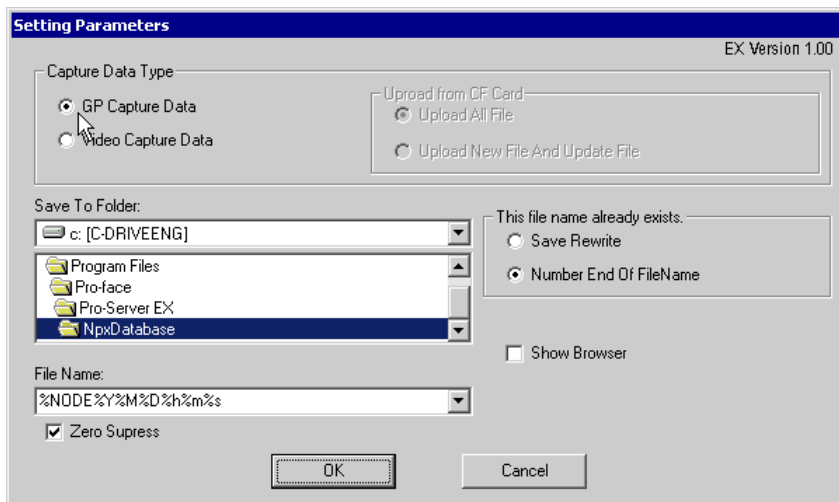 Setting Parameters
EX Version 1.00
Capture Data Type
GP Capture Data
Video Capture Data
Upload from CF Card
Upload All File
Upload New File And Update File
Save To Folder:
c: [C-DRIVEENG]
Program Files
Pro-face
Pro-Server EX
NpxDatabase
This file name already exists.
Save Rewrite
Number End Of FileName
Show Browser
File Name:
%NODE%Y%M%D%h%m%s
Zero Supress
OK
Cancel